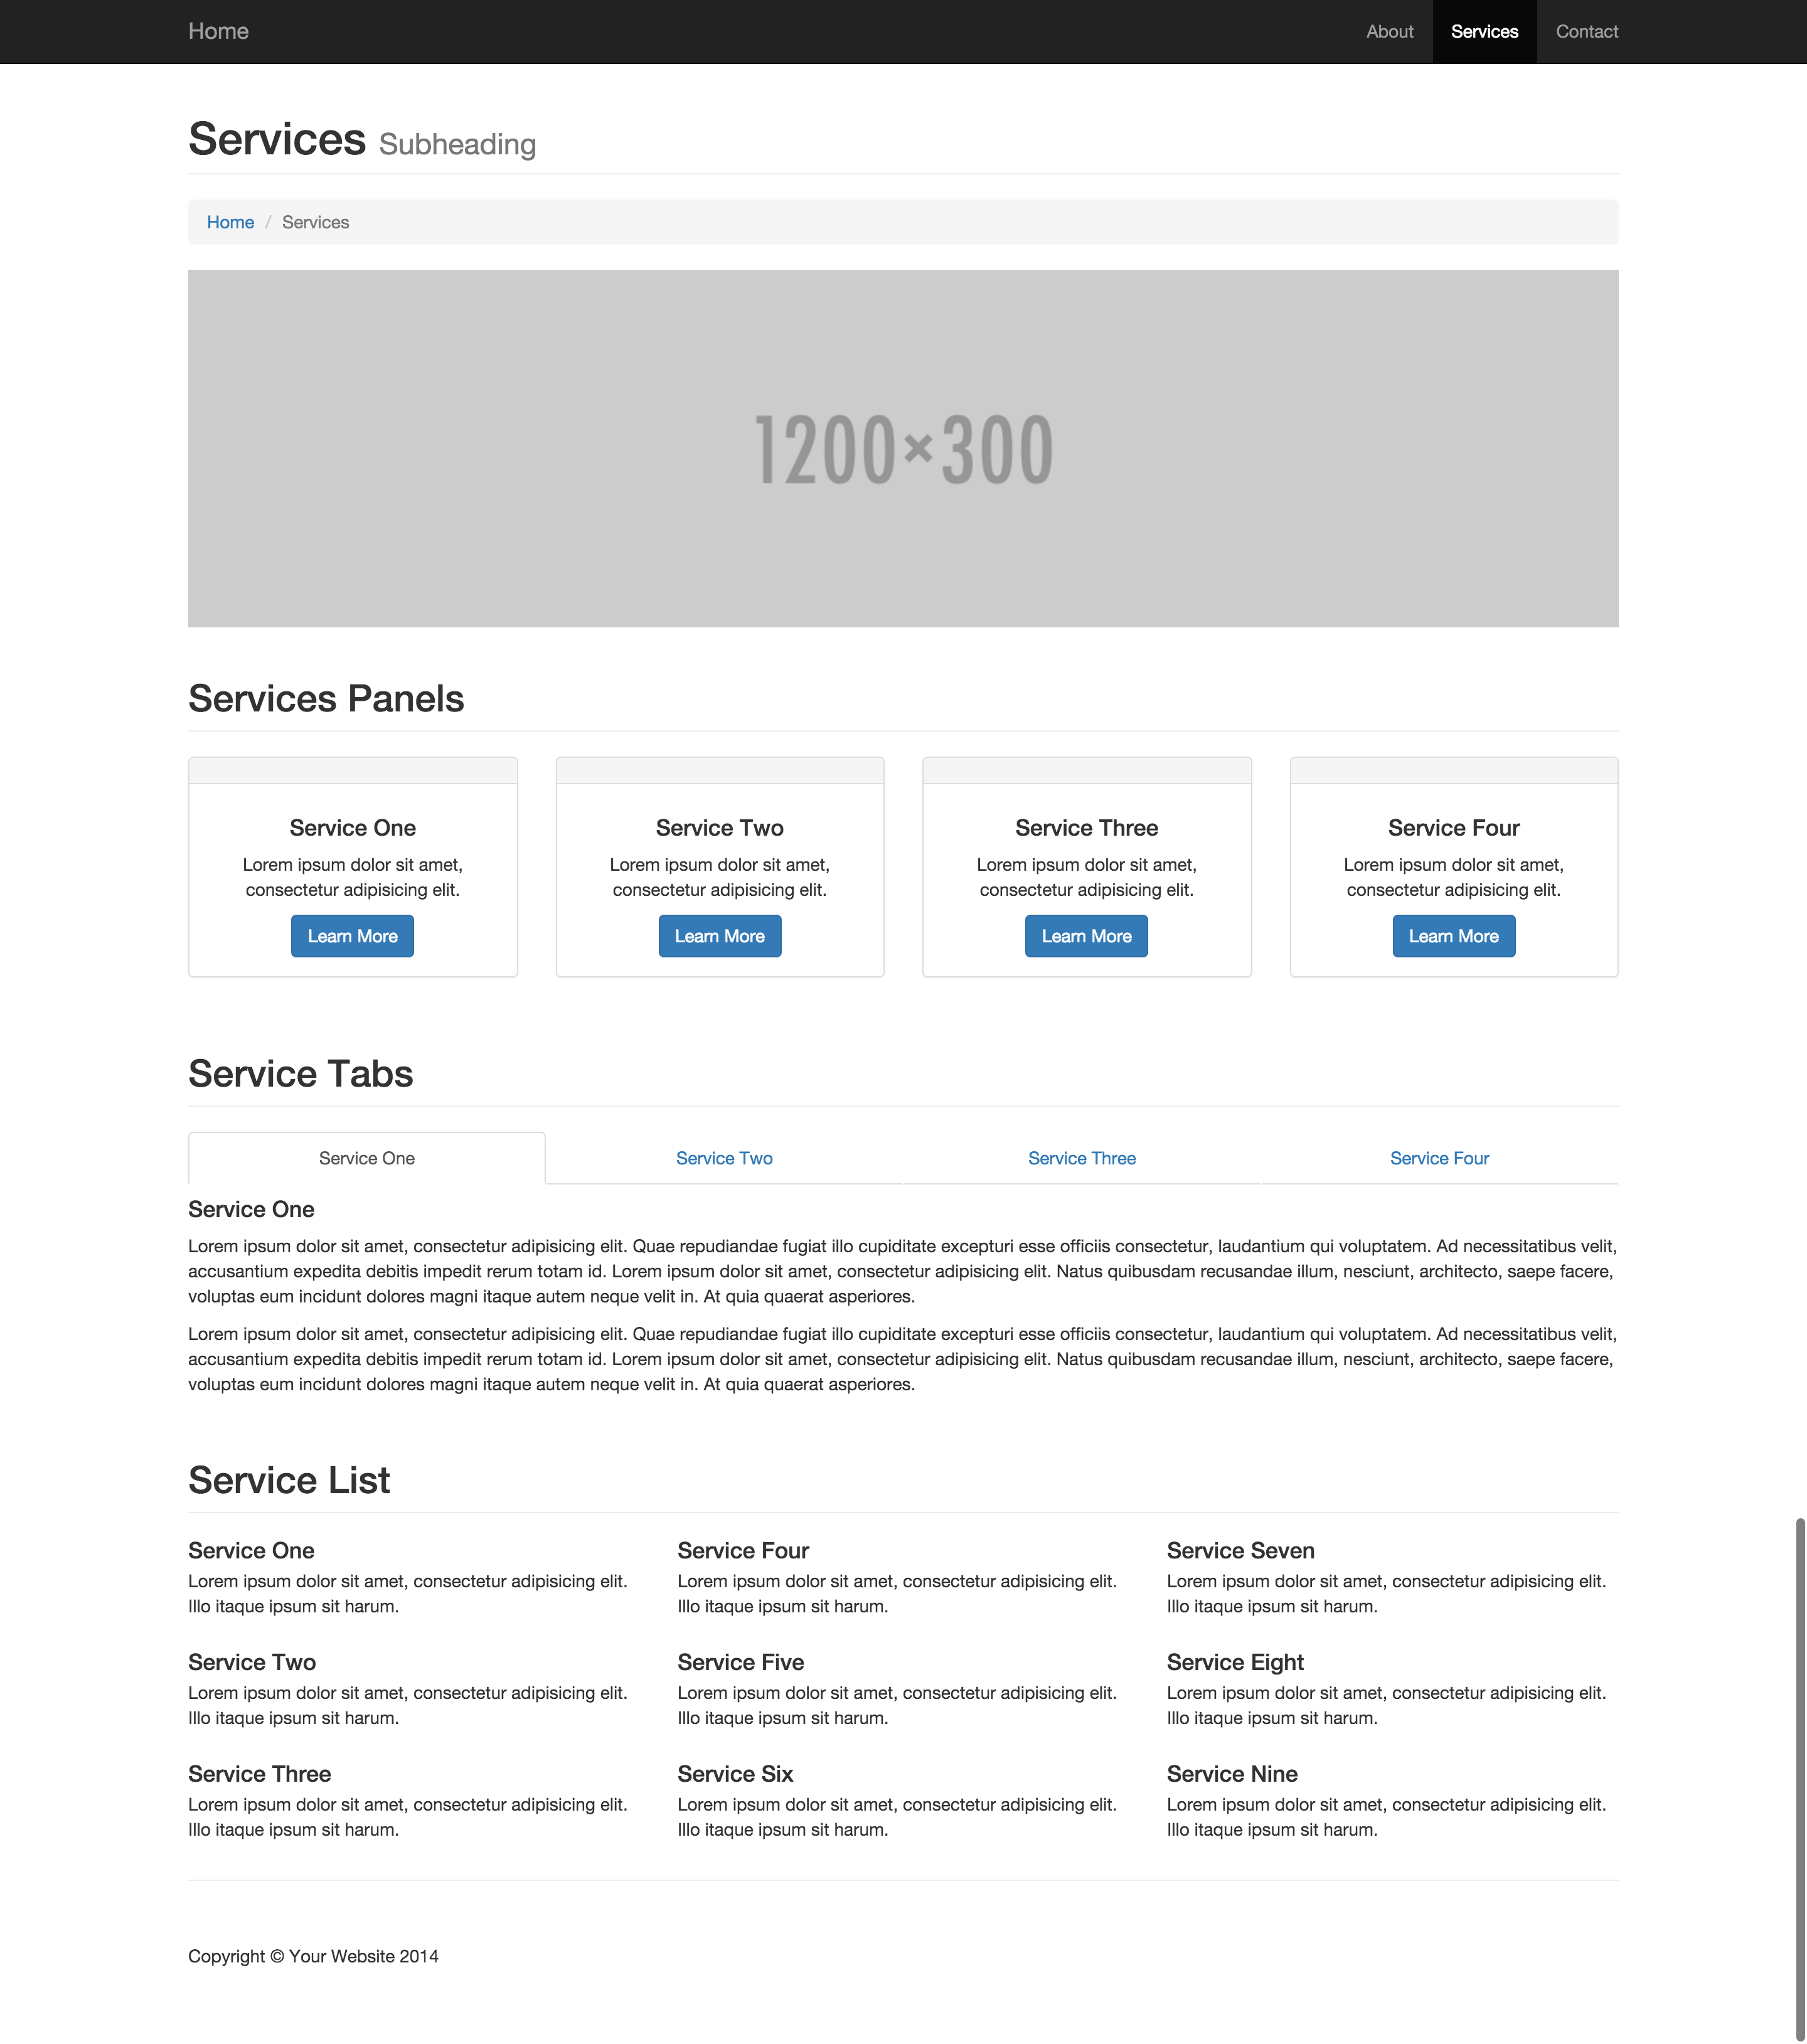 Home
About
Services
Contact
Services Subheading
Home / Services
1200×300
Services Panels
Service One
Lorem ipsum dolor sit amet,
consectetur adipisicing elit.
Learn More
Service Two
Lorem ipsum dolor sit amet,
consectetur adipisicing elit.
Learn More
Service Three
Lorem ipsum dolor sit amet,
consectetur adipisicing elit.
Learn More
Service Four
Lorem ipsum dolor sit amet,
consectetur adipisicing elit.
Learn More
Service Tabs
Service One
Service Two
Service Three
Service Four
Service One
Lorem ipsum dolor sit amet, consectetur adipisicing elit. Quae repudiandae fugiat illo cupiditate excepturi esse officiis consectetur, laudantium qui voluptatem. Ad necessitatibus velit,
accusantium expedita debitis impedit rerum totam id. Lorem ipsum dolor sit amet, consectetur adipisicing elit. Natus quibusdam recusandae illum, nesciunt, architecto, saepe facere,
voluptas eum incidunt dolores magni itaque autem neque velit in. At quia quaerat asperiores.
Lorem ipsum dolor sit amet, consectetur adipisicing elit. Quae repudiandae fugiat illo cupiditate excepturi esse officiis consectetur, laudantium qui voluptatem. Ad necessitatibus velit,
accusantium expedita debitis impedit rerum totam id. Lorem ipsum dolor sit amet, consectetur adipisicing elit. Natus quibusdam recusandae illum, nesciunt, architecto, saepe facere,
voluptas eum incidunt dolores magni itaque autem neque velit in. At quia quaerat asperiores.
Service List
Service One
Lorem ipsum dolor sit amet, consectetur adipisicing elit.
Illo itaque ipsum sit harum.
Service Two
Lorem ipsum dolor sit amet, consectetur adipisicing elit.
Illo itaque ipsum sit harum.
Service Three
Lorem ipsum dolor sit amet, consectetur adipisicing elit.
Illo itaque ipsum sit harum.
Service Four
Lorem ipsum dolor sit amet, consectetur adipisicing elit.
Illo itaque ipsum sit harum.
Service Five
Lorem ipsum dolor sit amet, consectetur adipisicing elit.
Illo itaque ipsum sit harum.
Service Six
Lorem ipsum dolor sit amet, consectetur adipisicing elit.
Illo itaque ipsum sit harum.
Service Seven
Lorem ipsum dolor sit amet, consectetur adipisicing elit.
Illo itaque ipsum sit harum.
Service Eight
Lorem ipsum dolor sit amet, consectetur adipisicing elit.
Illo itaque ipsum sit harum.
Service Nine
Lorem ipsum dolor sit amet, consectetur adipisicing elit.
Illo itaque ipsum sit harum.
Copyright © Your Website 2014